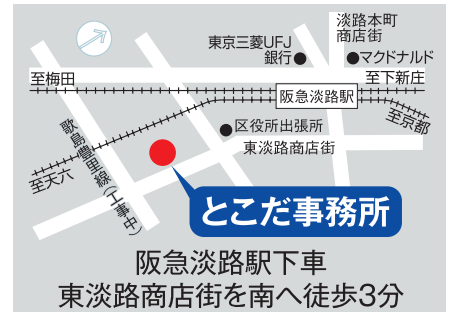 淡路本町
商店街
東京三菱UFJ
銀行
マクドナルド
至梅田
至下新庄
阪急淡路駅
至京都
区役所出張所
東淡路商店街
歌島豊里線(工事中)
至天六
とこだ事務所
阪急淡路駅下車
東淡路商店街を南へ徒歩3分